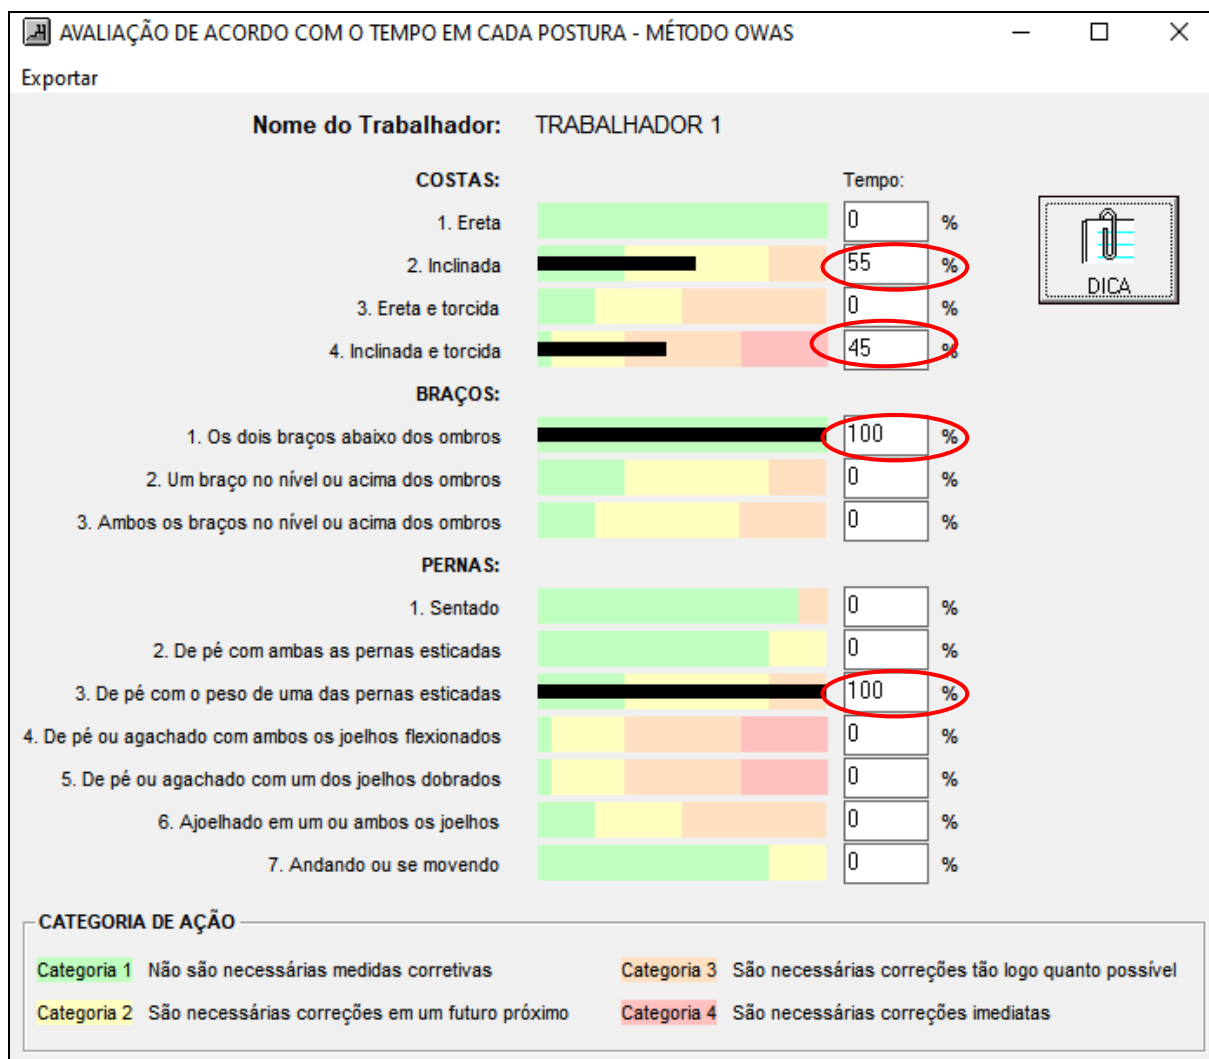 AVALIAÇÃO DE ACORDO COM O TEMPO EM CADA POSTURA - MÉTODO OWAS
Exportar
Nome do Trabalhador: TRABALHADOR 1
COSTAS: Tempo:
1. Ereta 0 %
2. Inclinada 55 %
3. Ereta e torcida 0 %
4. Inclinada e torcida 45 %
DICA
BRAÇOS:
1. Os dois braços abaixo dos ombros 100 %
2. Um braço no nível ou acima dos ombros 0 %
3. Ambos os braços no nível ou acima dos ombros 0 %
PERNAS:
1. Sentado 0 %
2. De pé com ambas as pernas esticadas 0 %
3. De pé com o peso de uma das pernas esticadas 100 %
4. De pé ou agachado com ambos os joelhos flexionados 0 %
5. De pé ou agachado com um dos joelhos dobrados 0 %
6. Ajoelhado em um ou ambos os joelhos 0 %
7. Andando ou se movendo 0 %
CATEGORIA DE AÇÃO
Categoria 1 Não são necessárias medidas corretivas
Categoria 2 São necessárias correções em um futuro próximo
Categoria 3 São necessárias correções tão logo quanto possível
Categoria 4 São necessárias correções imediatas